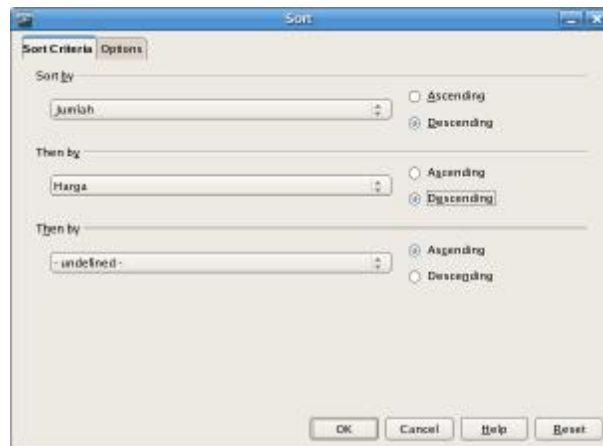 Sort
Sort Criteria Options
Sort by
Jumlah
Ascending
Descending
Then by
Harga
Ascending
Descending
Then by
- undefined -
Ascending
Descending
OK Cancel Help Reset